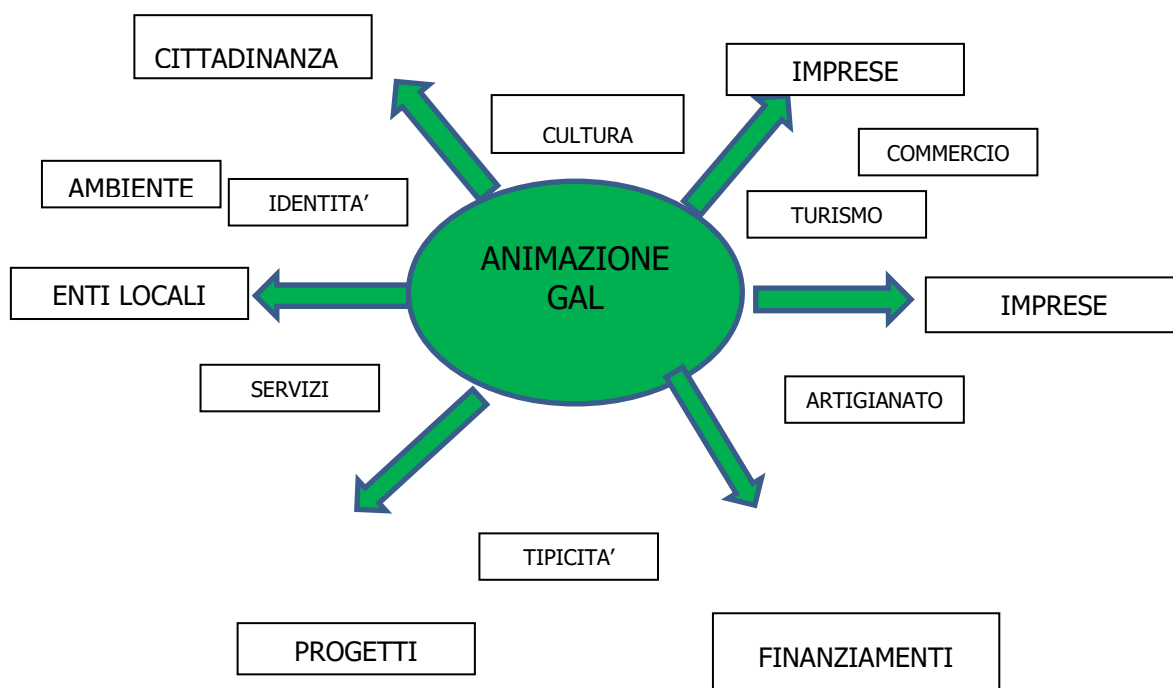 CITTADINANZA
IMPRESE
CULTURA
COMMERCIO
AMBIENTE
IDENTITA’
TURISMO
ANIMAZIONE
GAL
ENTI LOCALI
IMPRESE
SERVIZI
ARTIGIANATO
TIPICITA’
PROGETTI
FINANZIAMENTI